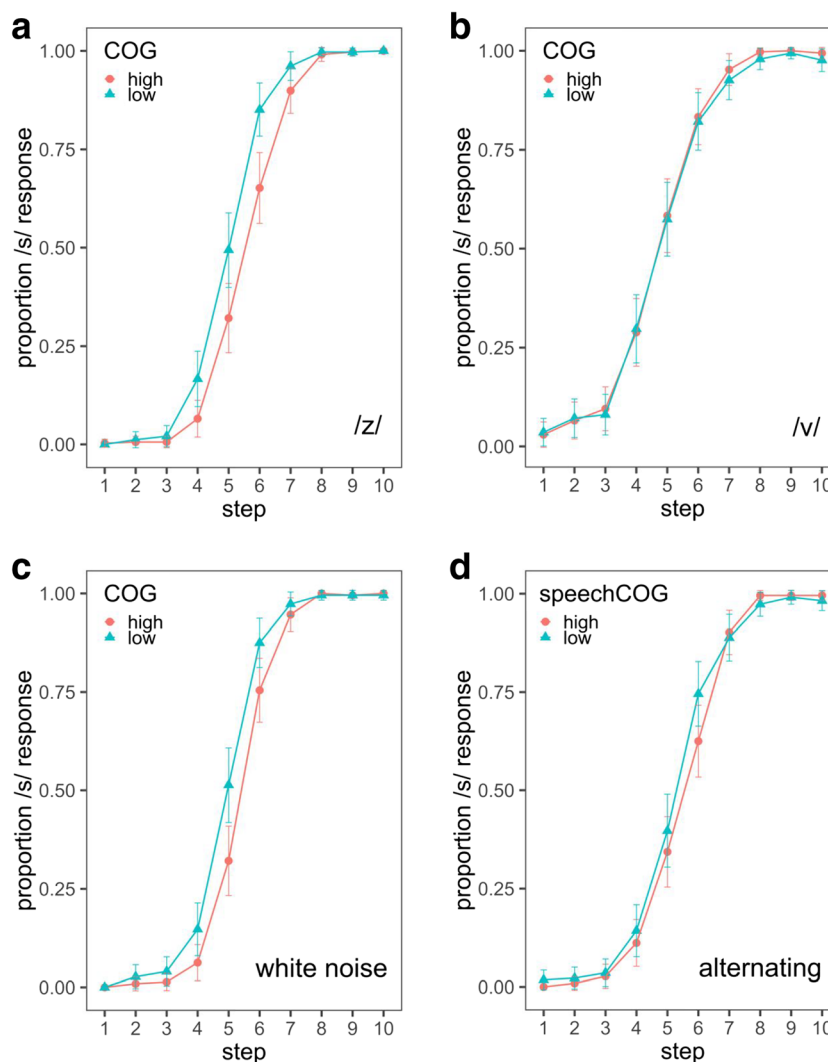 a
COG
high
low
1.00
0.75
0.50
0.25
0.00
proportion /s/ response
/z/
1 2 3 4 5 6 7 8 9 10
step
b
COG
high
low
1.00
0.75
0.50
0.25
0.00
proportion /s/ response
/v/
1 2 3 4 5 6 7 8 9 10
step
c
COG
high
low
1.00
0.75
0.50
0.25
0.00
proportion /s/ response
white noise
1 2 3 4 5 6 7 8 9 10
step
d
speechCOG
high
low
1.00
0.75
0.50
0.25
0.00
proportion /s/ response
alternating
1 2 3 4 5 6 7 8 9 10
step